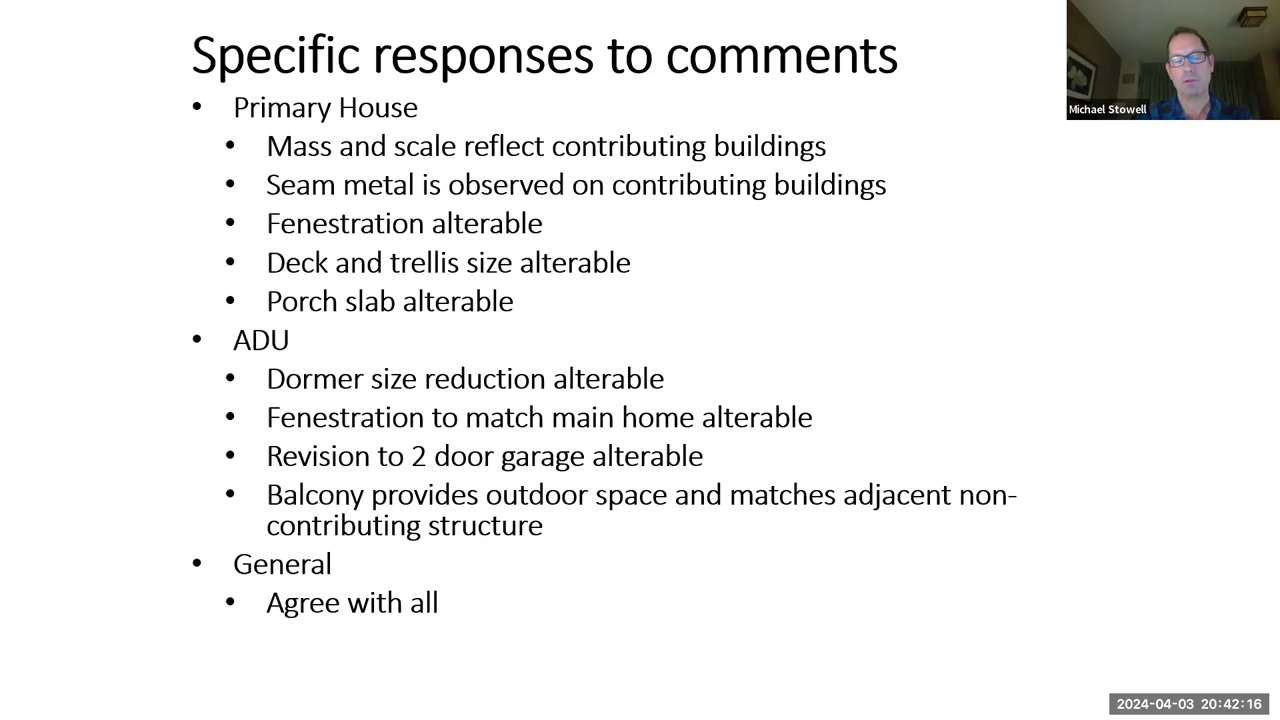 Specific responses to comments
• Primary House
• Mass and scale reflect contributing buildings
• Seam metal is observed on contributing buildings
• Fenestration alterable
• Deck and trellis size alterable
• Porch slab alterable
• ADU
• Dormer size reduction alterable
• Fenestration to match main home alterable
• Revision to 2 door garage alterable
• Balcony provides outdoor space and matches adjacent non-
contributing structure
• General
• Agree with all
Michael Stowell
2024-04-03 20:42:16